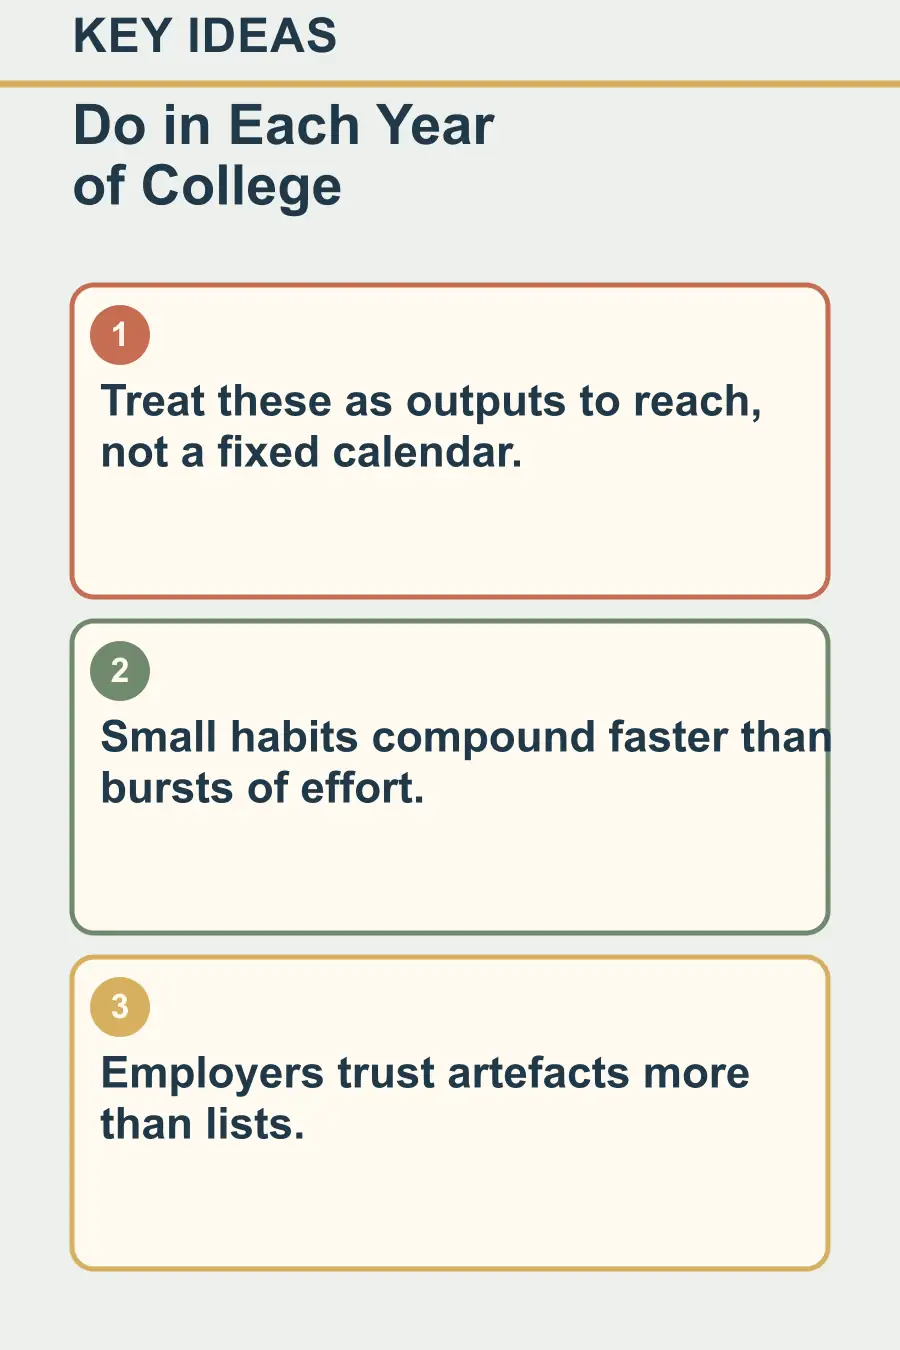 KEY IDEAS
Do in Each Year
of College
1
Treat these as outputs to reach,
not a fixed calendar.
2
Small habits compound faster than
bursts of effort.
3
Employers trust artefacts more
than lists.